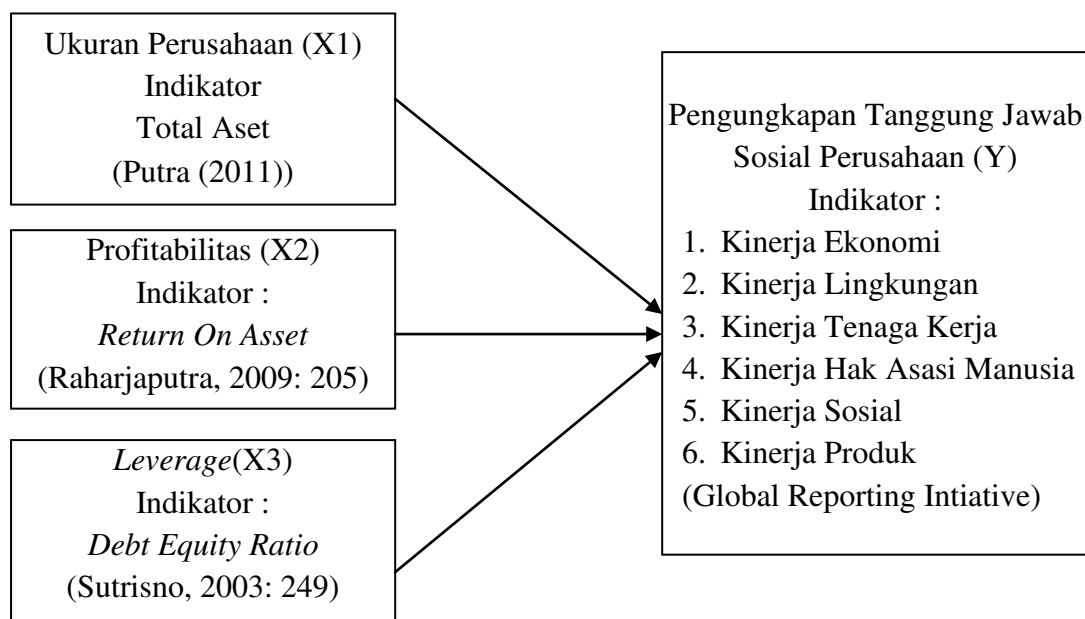 Ukuran Perusahaan (X1)
Indikator
Total Aset
(Putra (2011))
Profitabilitas (X2)
Indikator :
Return On Asset
(Raharjaputra, 2009: 205)
Leverage(X3)
Indikator :
Debt Equity Ratio
(Sutrisno, 2003: 249)
Pengungkapan Tanggung Jawab
Sosial Perusahaan (Y)
Indikator :
1. Kinerja Ekonomi
2. Kinerja Lingkungan
3. Kinerja Tenaga Kerja
4. Kinerja Hak Asasi Manusia
5. Kinerja Sosial
6. Kinerja Produk
(Global Reporting Intiative)